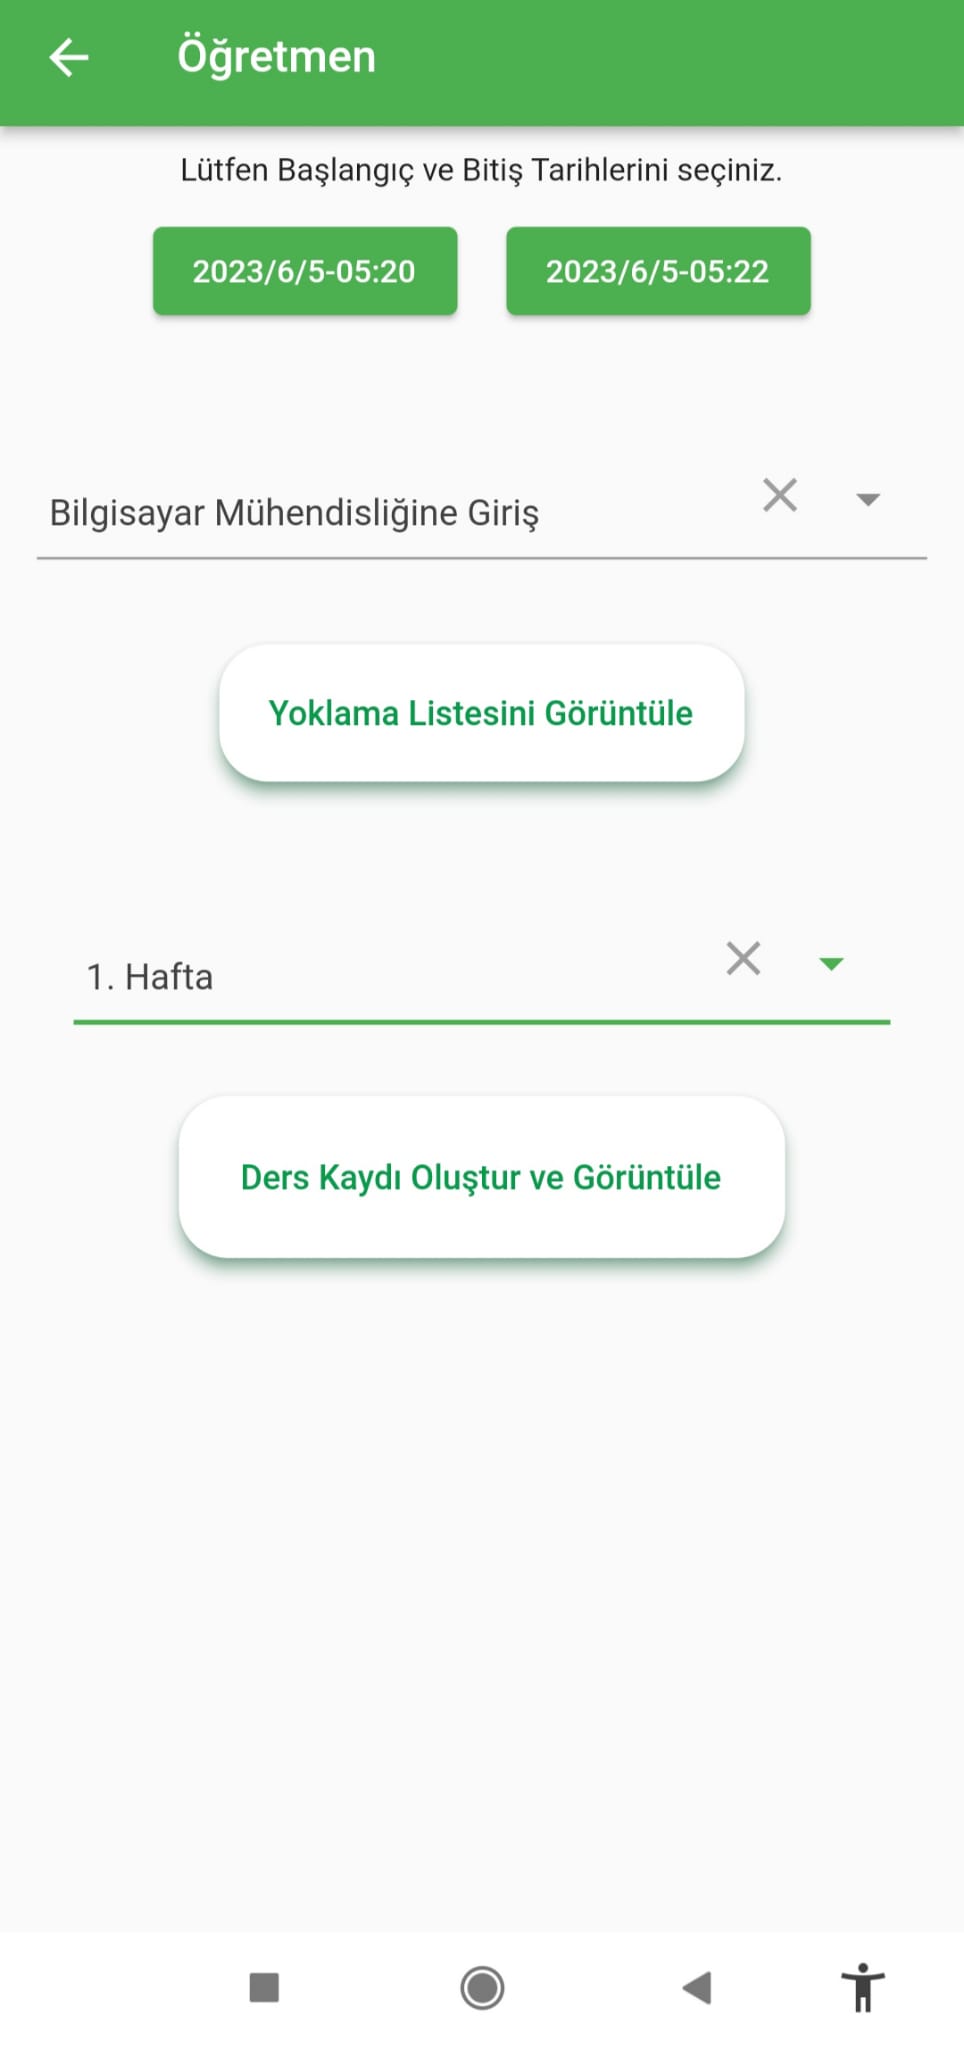 Öğretmen
Lütfen Başlangıç ve Bitiş Tarihlerini seçiniz.
2023/6/5-05:20 2023/6/5-05:22
Bilgisayar Mühendisliğine Giriş
Yoklama Listesini Görüntüle
1. Hafta
Ders Kaydı Oluştur ve Görüntüle